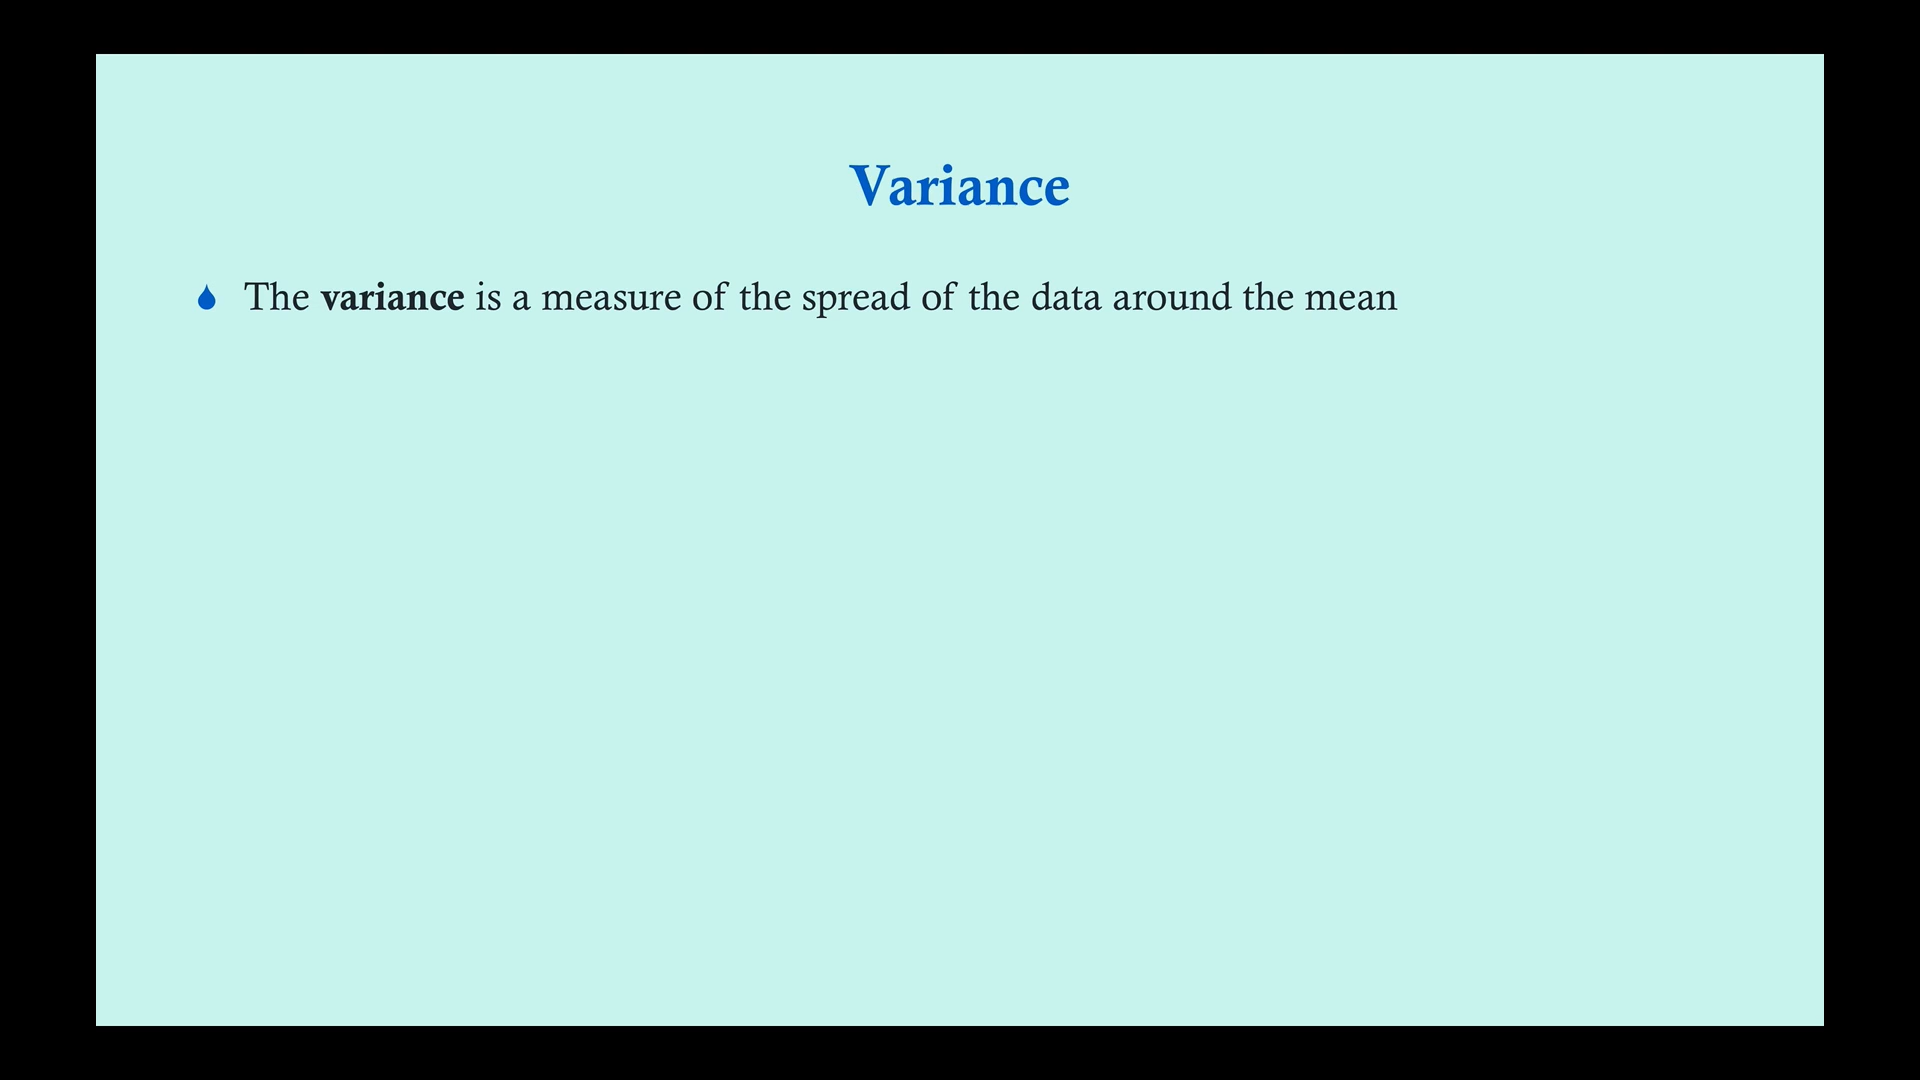 Variance
The variance is a measure of the spread of the data around the mean